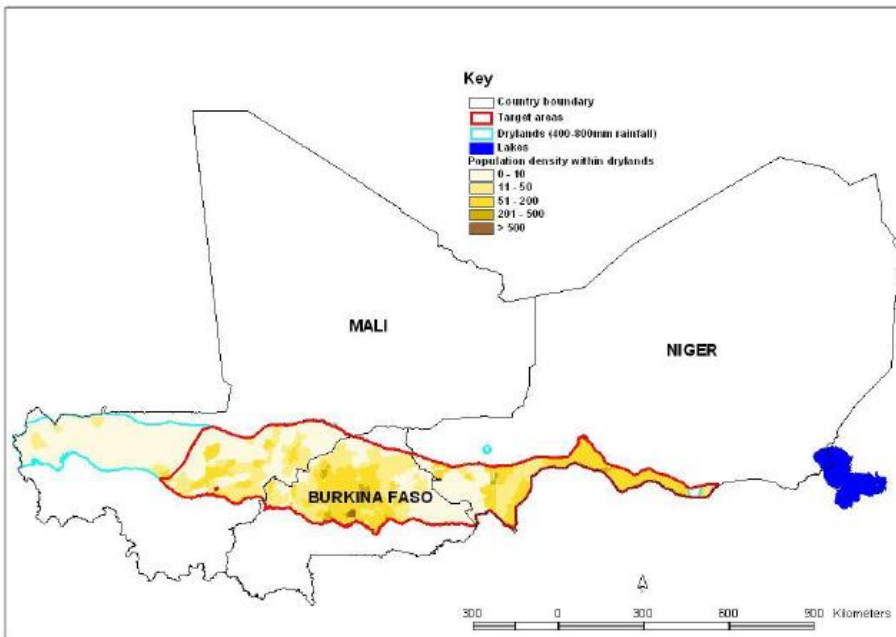 Key
Country boundary
Target areas
Drylands (400-800mm rainfall)
Lakes
Population density within drylands
0 - 10
11 - 50
51 - 200
201 - 500
> 500
MALI
NIGER
BURKINA FASO
300 0 300 600 900 Kilometers